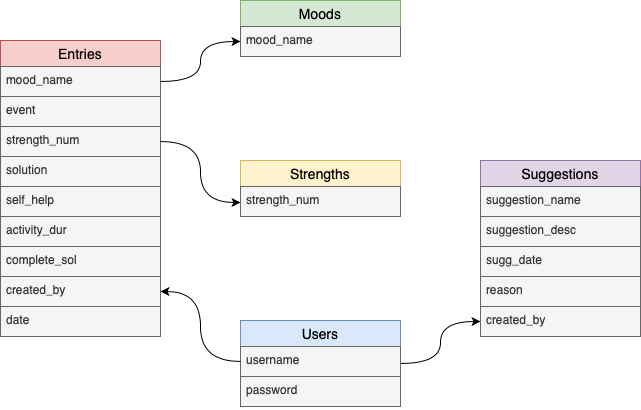 Moods
mood_name
Entries
mood_name
event
strength_num
solution
self_help
activity_dur
complete_sol
created_by
date
Strengths
strength_num
Suggestions
suggestion_name
suggestion_desc
sugg_date
reason
created_by
Users
username
password